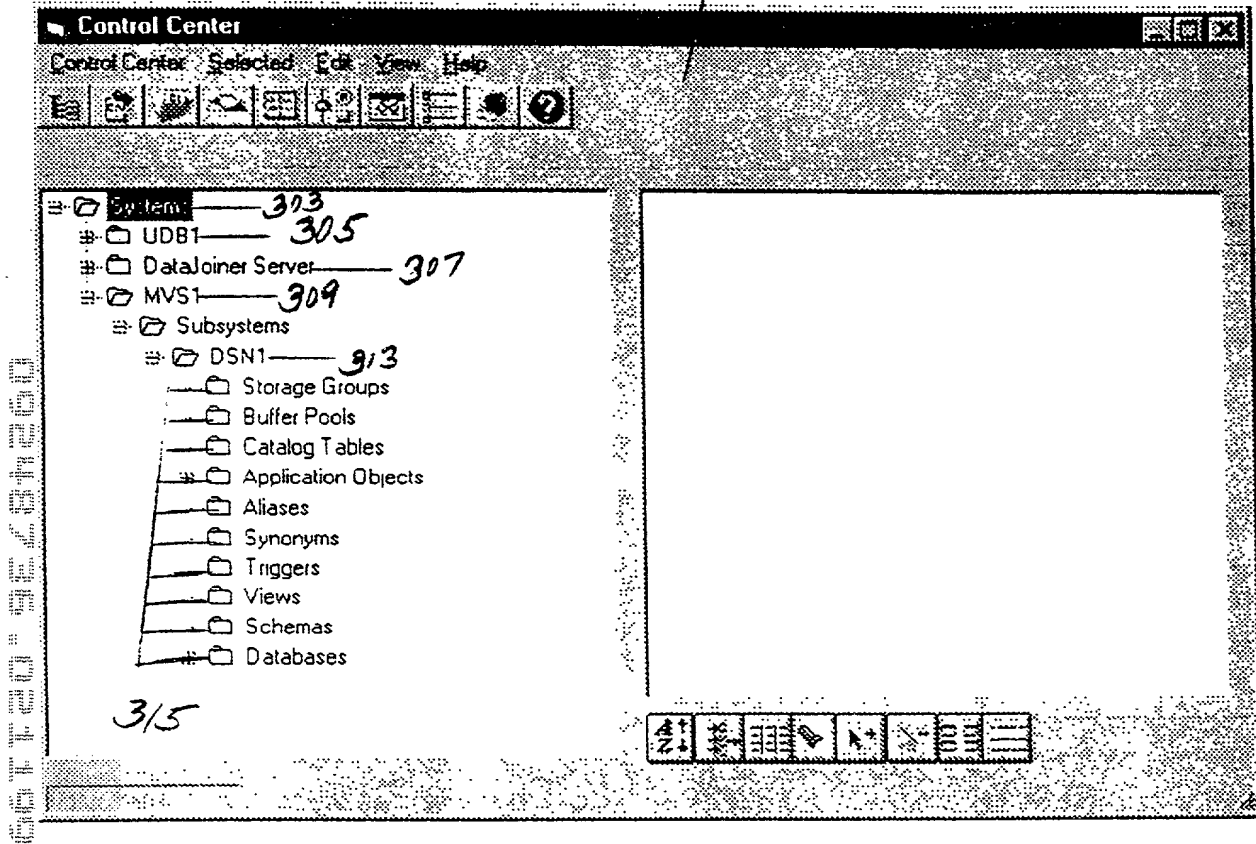 Control Center
Control Center Selected Edit View Help
Systems 303
UDB1 305
DataJoiner Server 307
MVS1 309
Subsystems
DSN1 313
Storage Groups
Buffer Pools
Catalog Tables
Application Objects
Aliases
Synonyms
Triggers
Views
Schemas
Databases
315